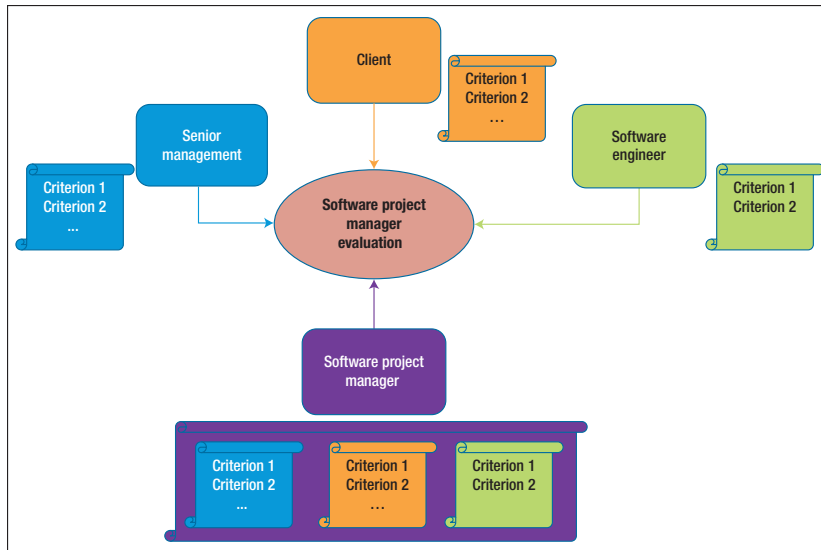 Client
Criterion 1
Criterion 2
...
Senior
management
Criterion 1
Criterion 2
...
Software
engineer
Criterion 1
Criterion 2
Software project
manager
evaluation
Software project
manager
Criterion 1
Criterion 2
...
Criterion 1
Criterion 2
...
Criterion 1
Criterion 2